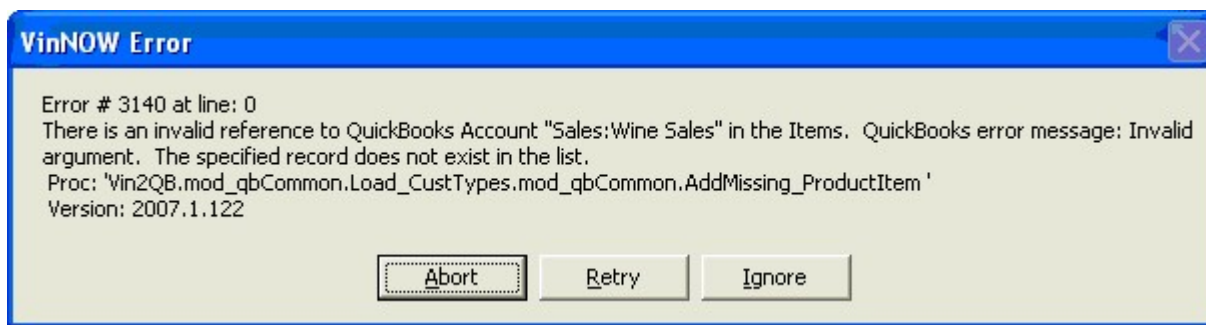 VinNOW Error
Error # 3140 at line: 0
There is an invalid reference to QuickBooks Account "Sales:Wine Sales" in the Items.  QuickBooks error message: Invalid
argument.  The specified record does not exist in the list.
Proc: 'Vin2QB.mod_qbCommon.Load_CustTypes.mod_qbCommon.AddMissing_ProductItem '
Version: 2007.1.122
Abort Retry Ignore